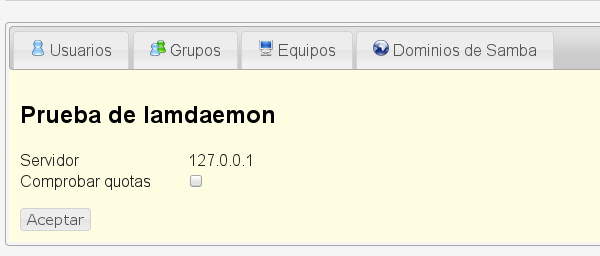 Usuarios Grupos Equipos Dominios de Samba
Prueba de lamdaemon
Servidor 127.0.0.1
Comprobar quotas
Aceptar